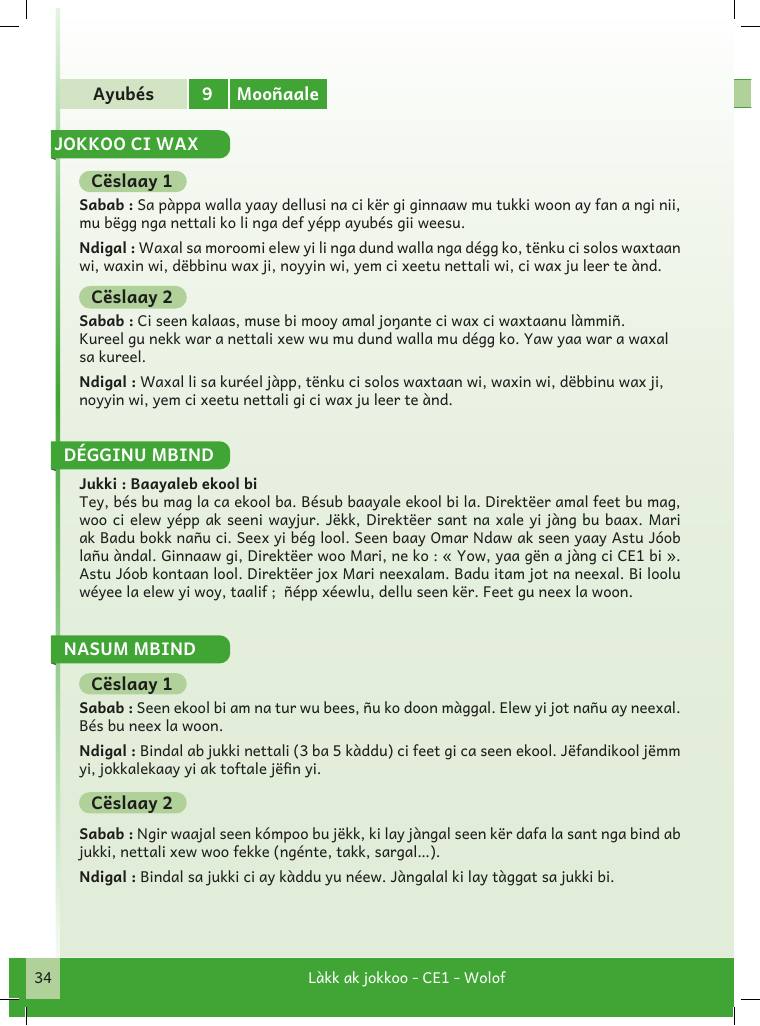 Ayubés 9 Mooñaale
JOKKOO CI WAX
Cëslaay 1
Sabab : Sa pàppa walla yaay dellusi na ci kër gi ginnaaw mu tukki woon ay fan a ngi nii,
mu bëgg nga nettali ko li nga def yépp ayubés gii weesu.
Ndigal : Waxal sa moroomi elew yi li nga dund walla nga dégg ko, tënku ci solos waxtaan
wi, waxin wi, dëbbinu wax ji, noyyin wi, yem ci xeetu nettali wi, ci wax ju leer te ànd.
Cëslaay 2
Sabab : Ci seen kalaas, muse bi mooy amal joŋante ci wax ci waxtaanu làmmiñ.
Kureel gu nekk war a nettali xew wu mu dund walla mu dégg ko. Yaw yaa war a waxal
sa kureel.
Ndigal : Waxal li sa kuréel jàpp, tënku ci solos waxtaan wi, waxin wi, dëbbinu wax ji,
noyyin wi, yem ci xeetu nettali gi ci wax ju leer te ànd.
DÉGGINU MBIND
Jukki : Baayaleb ekool bi
Tey, bés bu mag la ca ekool ba. Bésub baayale ekool bi la. Direktëer amal feet bu mag,
woo ci elew yépp ak seeni wayjur. Jëkk, Direktëer sant na xale yi jàng bu baax. Mari
ak Badu bokk nañu ci. Seex yi bég lool. Seen baay Omar Ndaw ak seen yaay Astu Jóob
lañu àndal. Ginnaaw gi, Direktëer woo Mari, ne ko : « Yow, yaa gën a jàng ci CE1 bi ».
Astu Jóob kontaan lool. Direktëer jox Mari neexalam. Badu itam jot na neexal. Bi loolu
wéyee la elew yi woy, taalif ; ñépp xéewlu, dellu seen kër. Feet gu neex la woon.
NASUM MBIND
Cëslaay 1
Sabab : Seen ekool bi am na tur wu bees, ñu ko doon màggal. Elew yi jot nañu ay neexal.
Bés bu neex la woon.
Ndigal : Bindal ab jukki nettali (3 ba 5 kàddu) ci feet gi ca seen ekool. Jëfandikool jëmm
yi, jokkalekaay yi ak toftale jëfin yi.
Cëslaay 2
Sabab : Ngir waajal seen kómpoo bu jëkk, ki lay jàngal seen kër dafa la sant nga bind ab
jukki, nettali xew woo fekke (ngénte, takk, sargal...).
Ndigal : Bindal sa jukki ci ay kàddu yu néew. Jàngalal ki lay tàggat sa jukki bi.
34 Làkk ak jokkoo - CE1 - Wolof